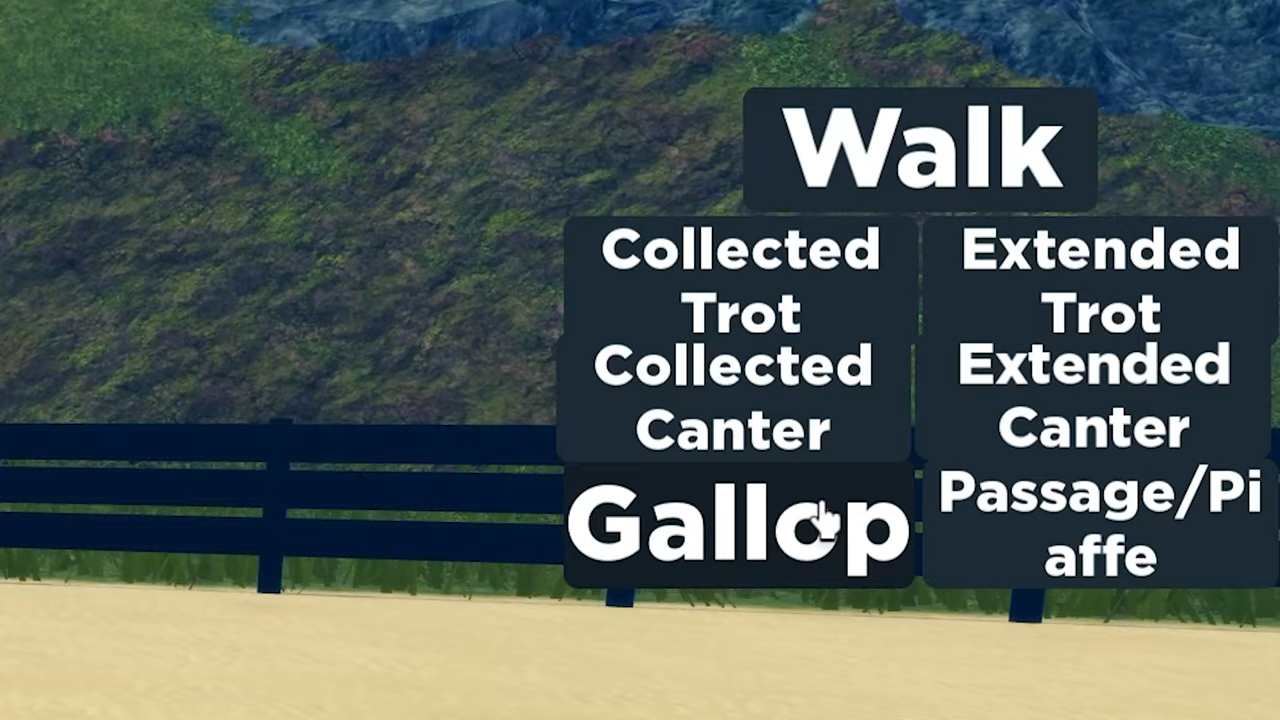 Walk
Collected
Trot
Extended
Trot
Collected
Canter
Extended
Canter
Gallop
Passage/Pi
affe